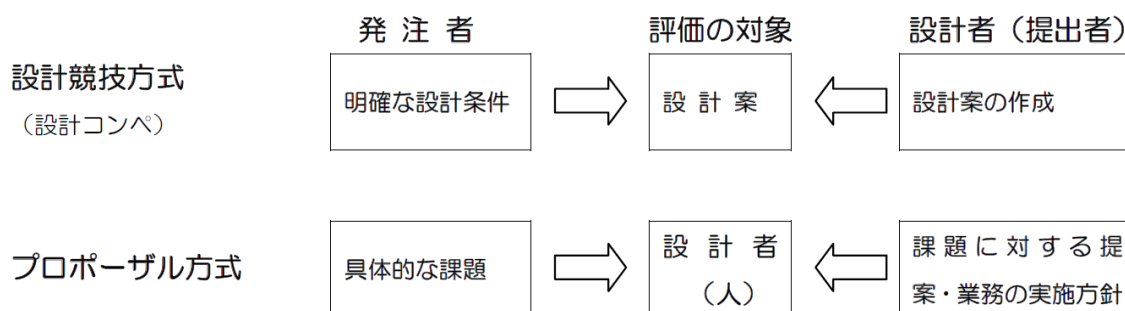 発注者 評価の対象 設計者（提出者）
設計競技方式
（設計コンペ）
明確な設計条件
設計案
設計案の作成
プロポーザル方式
具体的な課題
設計者
（人）
課題に対する提
案・業務の実施方針